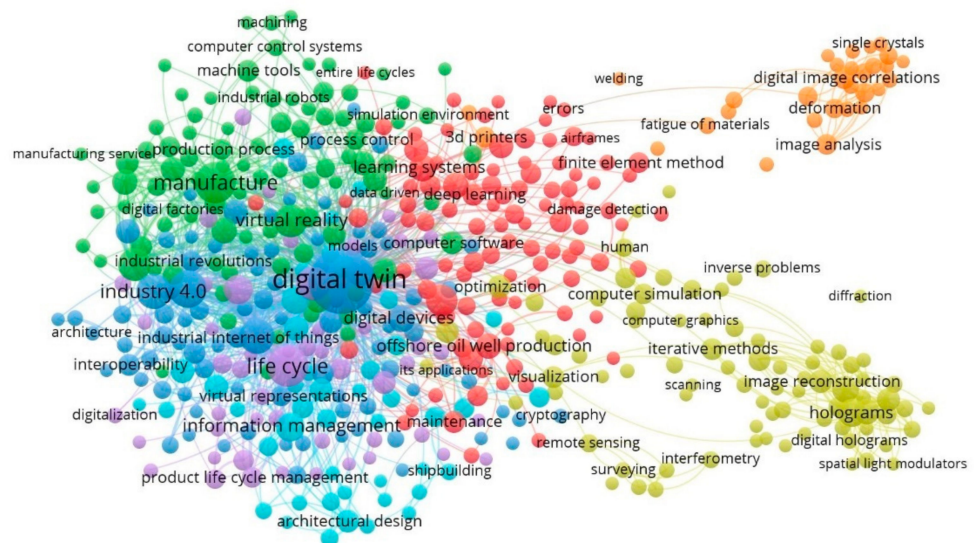 machining
single crystals
computer control systems
machine tools
entire life cycles
welding
digital image correlations
industrial robots
errors
deformation
simulation environment
fatigue of materials
3d printers
airframes
process control
image analysis
production process
manufacturing service
learning systems
finite element method
manufacture
data driven
deep learning
digital factories
damage detection
virtual reality
models
computer software
human
industrial revolutions
inverse problems
digital twin
industry 4.0
optimization
computer simulation
diffraction
digital devices
computer graphics
architecture
industrial internet of things
offshore oil well production
iterative methods
interoperability
life cycle
its applications
visualization
scanning
image reconstruction
virtual representations
digitalization
cryptography
holograms
information management
maintenance
remote sensing
digital holograms
interferometry
spatial light modulators
shipbuilding
surveying
product life cycle management
architectural design